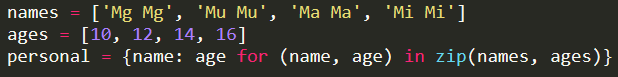 names = ['Mg Mg', 'Mu Mu', 'Ma Ma', 'Mi Mi']
ages = [10, 12, 14, 16]
personal = {name: age for (name, age) in zip(names, ages)}